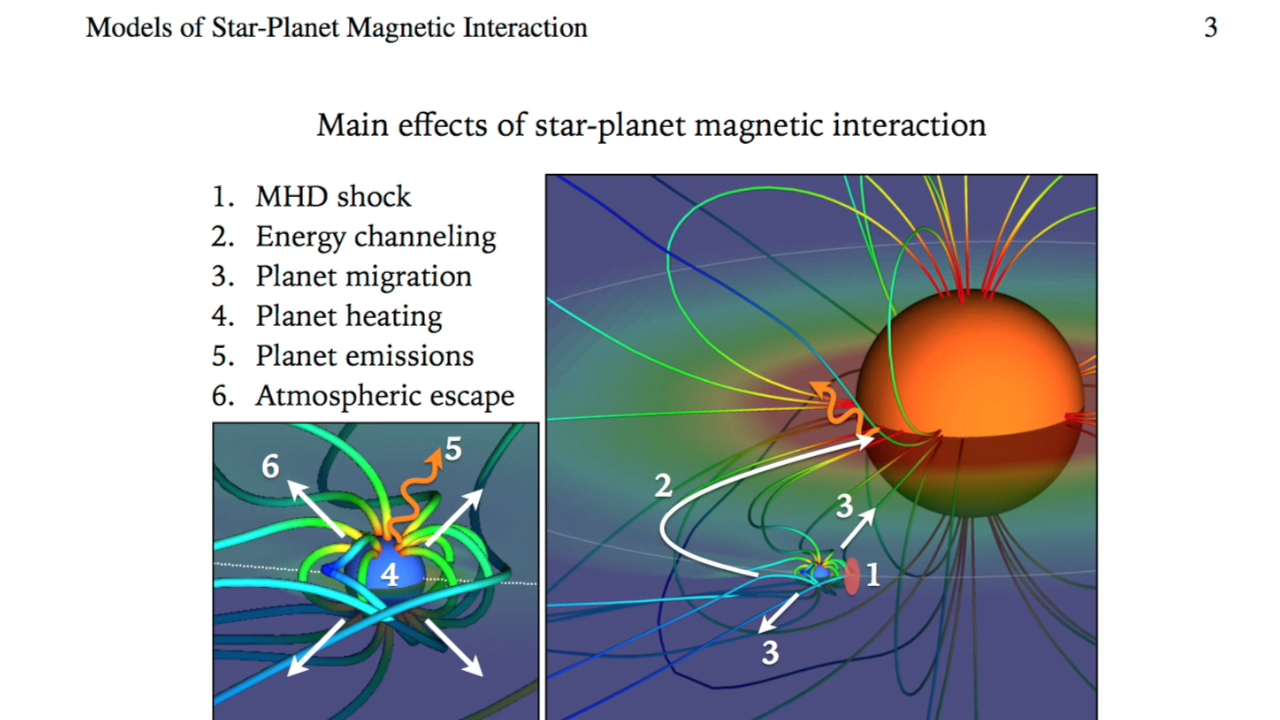 Models of Star-Planet Magnetic Interaction
3
Main effects of star-planet magnetic interaction
1. MHD shock
2. Energy channeling
3. Planet migration
4. Planet heating
5. Planet emissions
6. Atmospheric escape
6
5
4
2
3
1
3